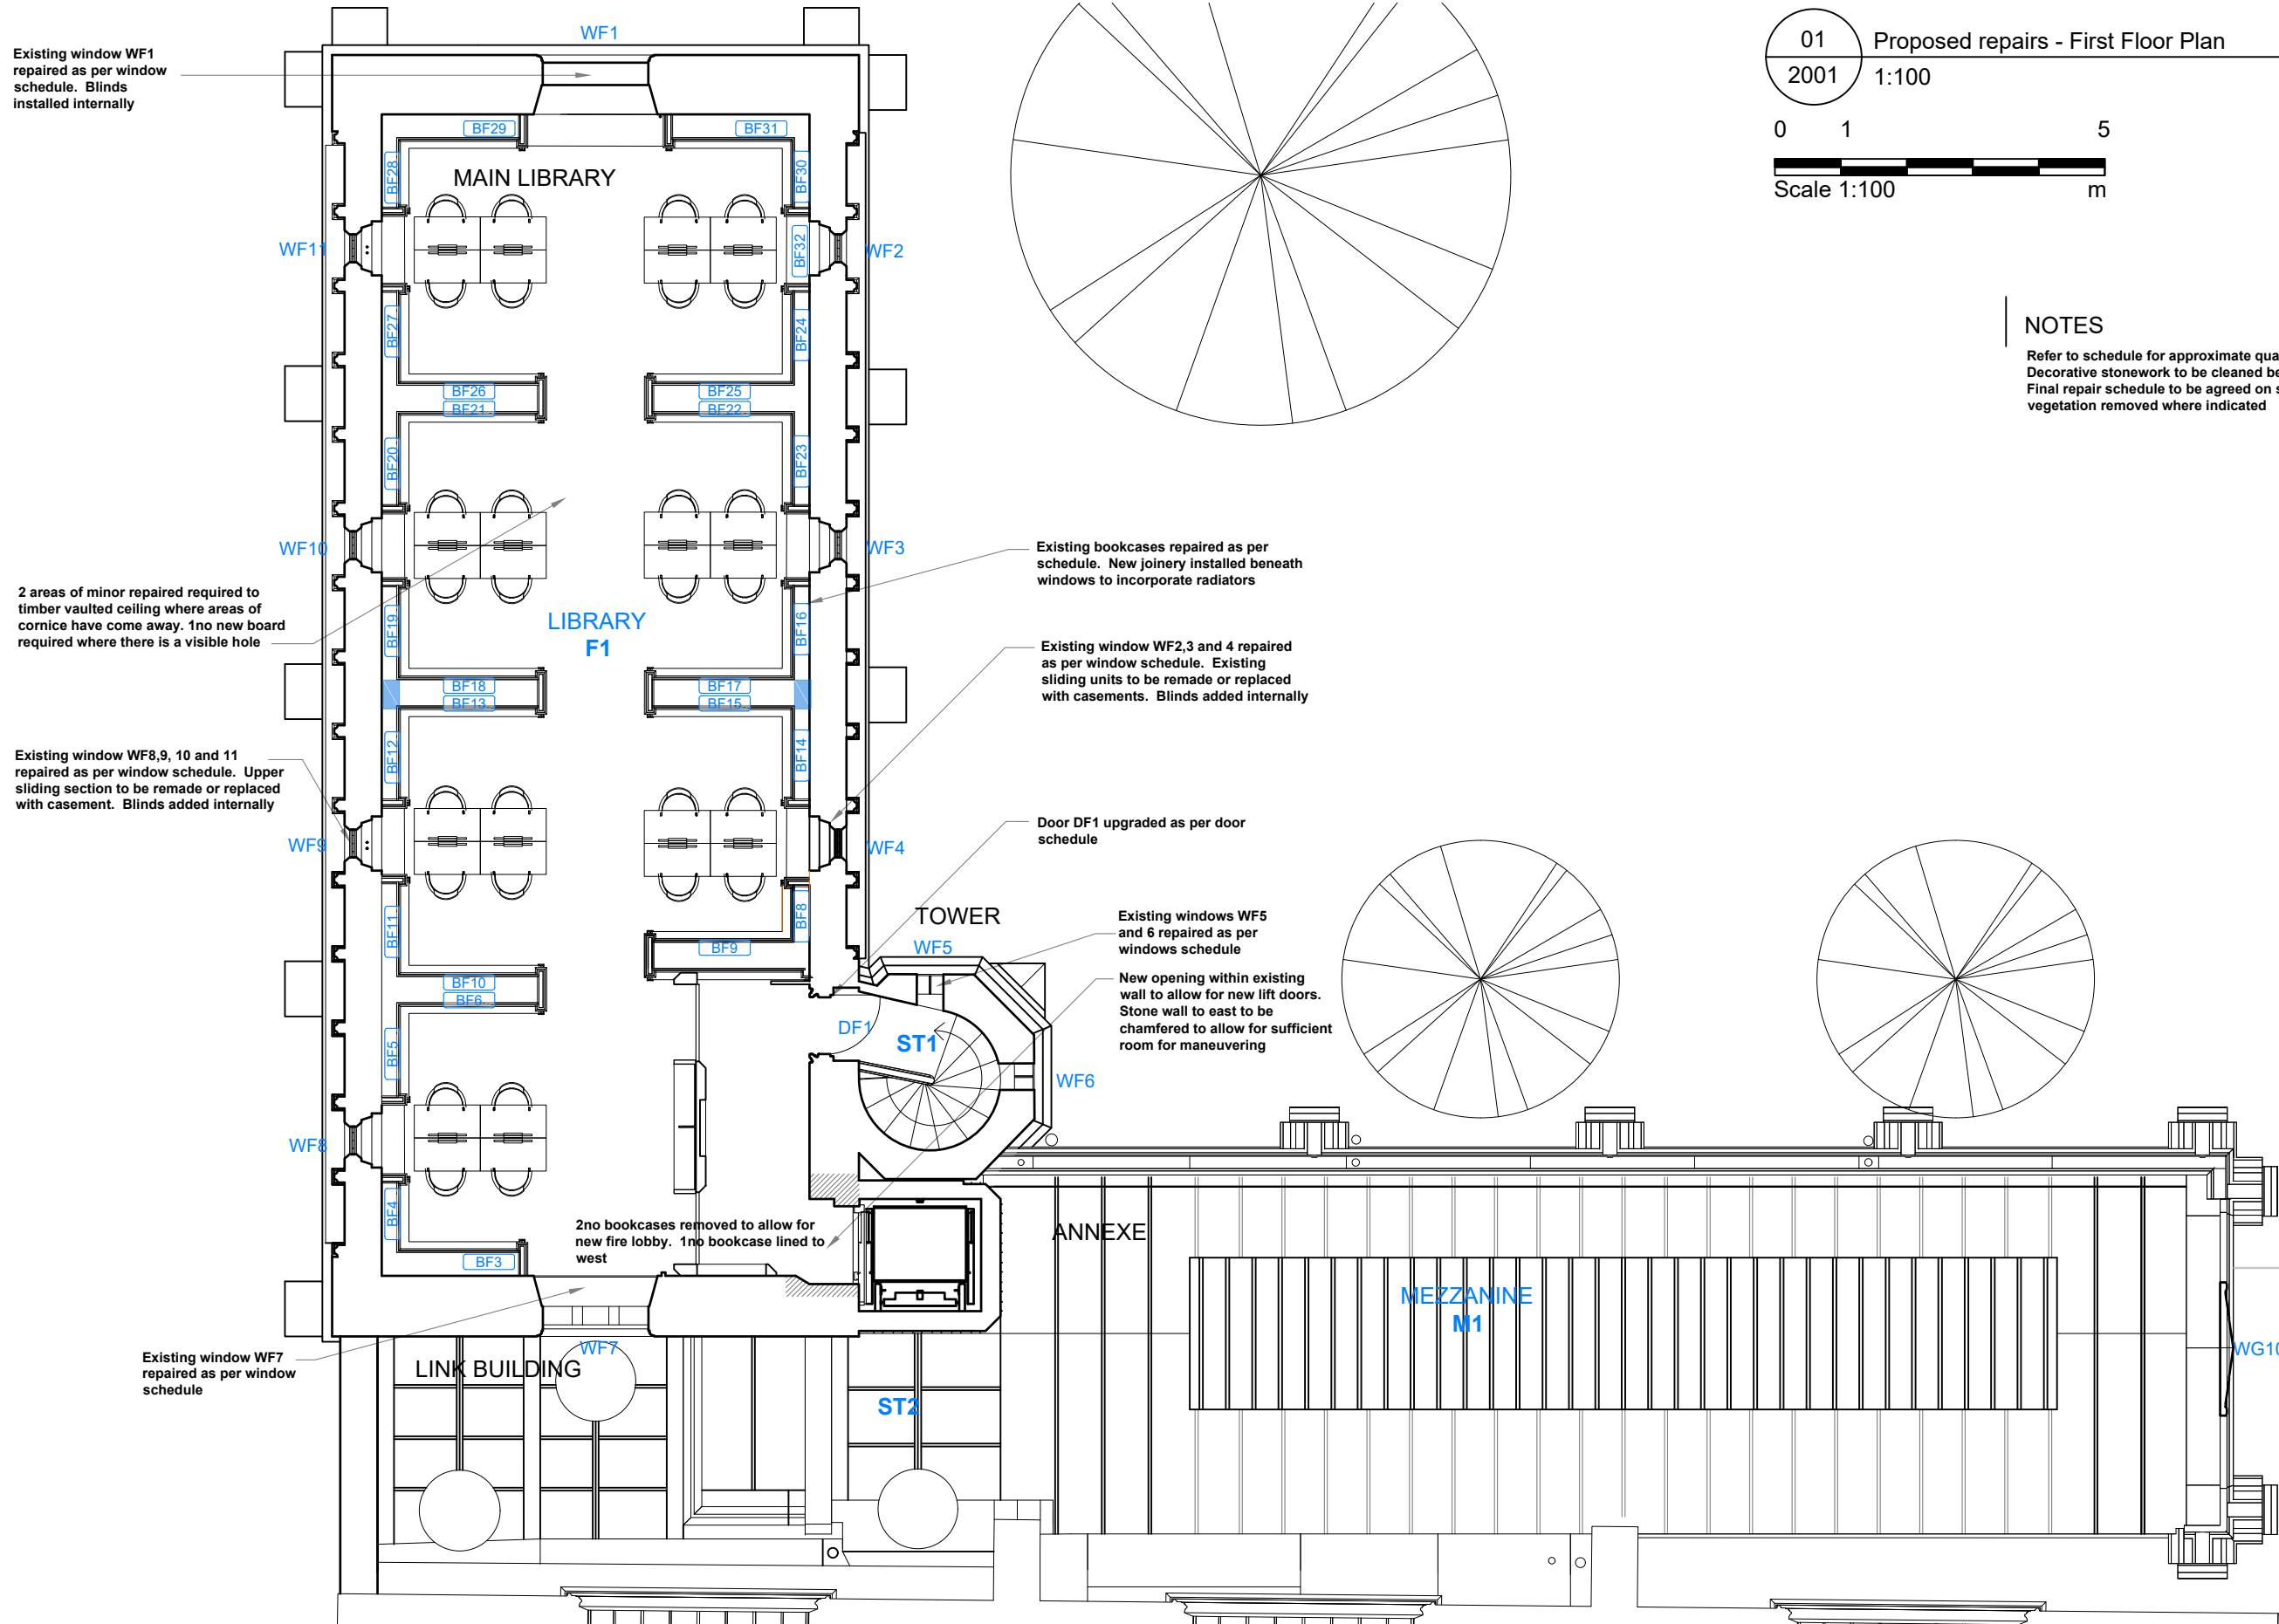 01
2001
Proposed repairs - First Floor Plan
1:100
0 1 5
Scale 1:100 m
NOTES
Refer to schedule for approximate qua
Decorative stonework to be cleaned be
Final repair schedule to be agreed on s
vegetation removed where indicated
Existing window WF1
repaired as per window
schedule. Blinds
installed internally
WF1
BF29
BF31
BF28
BF30
MAIN LIBRARY
WF11
BF32
WF2
BF27
BF24
BF26
BF25
BF21
BF22
BF20
BF23
WF10
WF3
Existing bookcases repaired as per
schedule. New joinery installed beneath
windows to incorporate radiators
2 areas of minor repaired required to
timber vaulted ceiling where areas of
cornice have come away. 1no new board
required where there is a visible hole
BF19
LIBRARY
F1
BF16
Existing window WF2,3 and 4 repaired
as per window schedule. Existing
sliding units to be remade or replaced
with casements. Blinds added internally
BF18
BF17
BF13
BF15
Existing window WF8,9, 10 and 11
repaired as per window schedule. Upper
sliding section to be remade or replaced
with casement. Blinds added internally
BF12
BF14
WF9
WF4
Door DF1 upgraded as per door
schedule
BF11
BF8
BF9
TOWER
WF5
Existing windows WF5
and 6 repaired as per
windows schedule
BF10
BF6
New opening within existing
wall to allow for new lift doors.
Stone wall to east to be
chamfered to allow for sufficient
room for maneuvering
BF5
DF1
ST1
WF6
WF8
BF4
BF3
2no bookcases removed to allow for
new fire lobby. 1no bookcase lined to
west
ANNEXE
MEZZANINE
M1
WG10
Existing window WF7
repaired as per window
schedule
WF7
LINK BUILDING
ST2